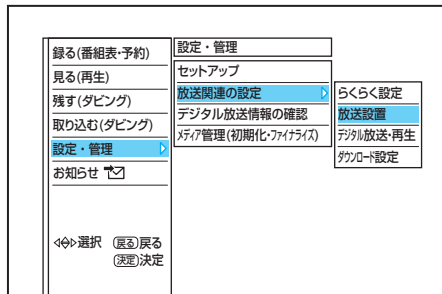 録る(番組表・予約)
見る(再生)
残す(ダビング)
取り込む(ダビング)
設定・管理
お知らせ
選択 戻る戻る
決定決定
設定・管理
セットアップ
放送関連の設定
デジタル放送情報の確認
メディア管理(初期化・ファイナライズ)
らくらく設定
放送設置
デジタル放送・再生
ダウンロード設定